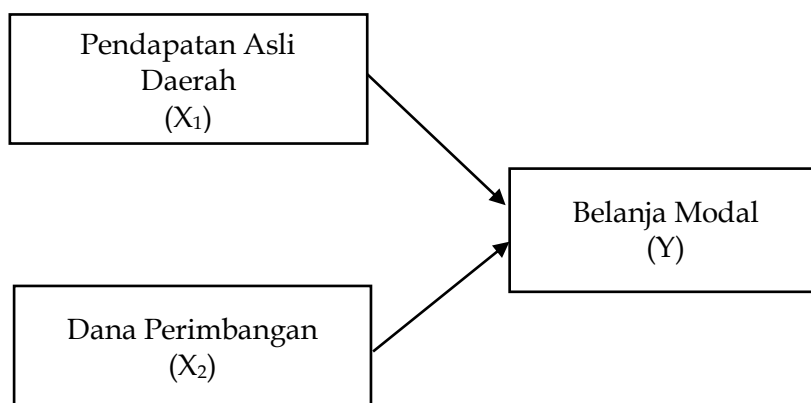 Pendapatan Asli
Daerah
(X₁)
Belanja Modal
(Y)
Dana Perimbangan
(X₂)